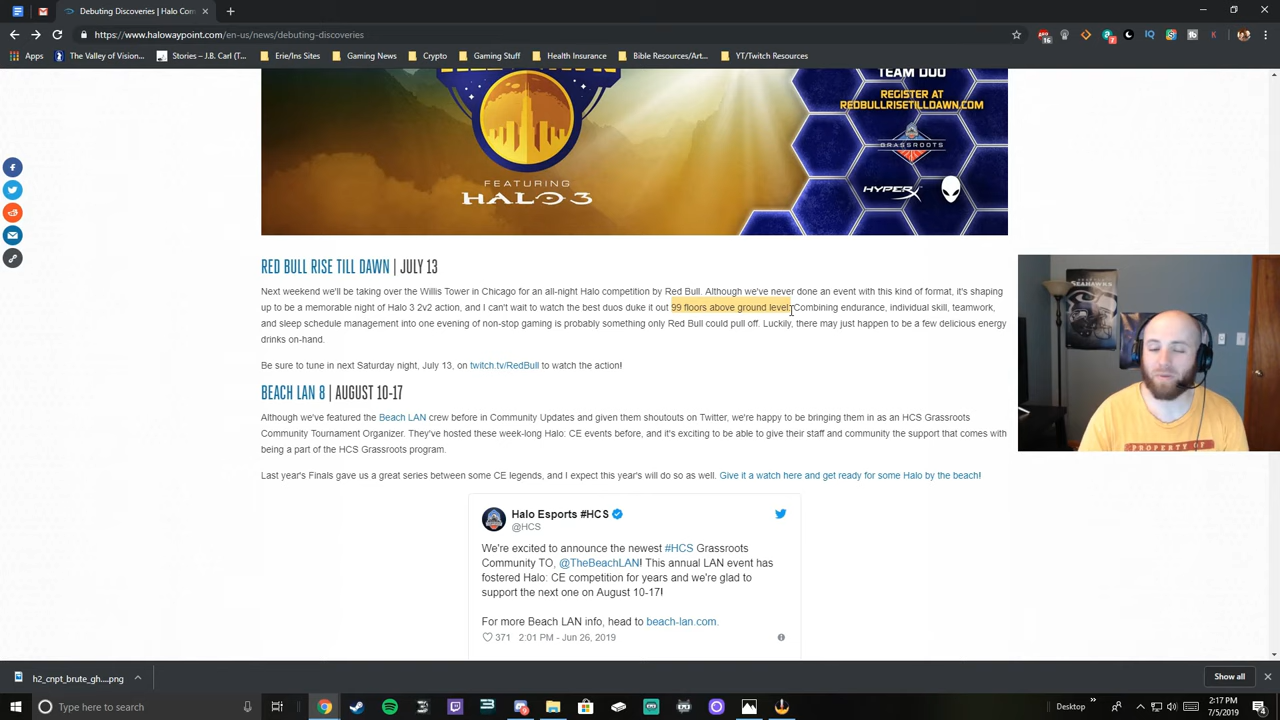 Debuting Discoveries | Halo Com
https://www.halowaypoint.com/en-us/news/debuting-discoveries
Apps
The Valley of Vision...
Stories – J.B. Carl (T...
Erie/Ins Sites
Gaming News
Crypto
Gaming Stuff
Health Insurance
Bible Resources/Art...
YT/Twitch Resources
TEAM DUO
REGISTER AT
REDBULLRISETILLDAWN.COM
GRASSROOTS
FEATURING
HALO 3
HYPERX
RED BULL RISE TILL DAWN | JULY 13
Next weekend we'll be taking over the Willis Tower in Chicago for an all-night Halo competition by Red Bull. Although we've never done an event with this kind of format, it's shaping
up to be a memorable night of Halo 3 2v2 action, and I can't wait to watch the best duos duke it out 99 floors above ground level. Combining endurance, individual skill, teamwork,
and sleep schedule management into one evening of non-stop gaming is probably something only Red Bull could pull off. Luckily, there may just happen to be a few delicious energy
drinks on-hand.
Be sure to tune in next Saturday night, July 13, on twitch.tv/RedBull to watch the action!
BEACH LAN 8 | AUGUST 10-17
Although we've featured the Beach LAN crew before in Community Updates and given them shoutouts on Twitter, we're happy to be bringing them in as an HCS Grassroots
Community Tournament Organizer. They've hosted these week-long Halo: CE events before, and it's exciting to be able to give their staff and community the support that comes with
being a part of the HCS Grassroots program.
Last year's Finals gave us a great series between some CE legends, and I expect this year's will do so as well. Give it a watch here and get ready for some Halo by the beach!
Halo Esports #HCS
@HCS
We're excited to announce the newest #HCS Grassroots
Community TO, @TheBeachLAN! This annual LAN event has
fostered Halo: CE competition for years and we're glad to
support the next one on August 10-17!
For more Beach LAN info, head to beach-lan.com.
371 2:01 PM - Jun 26, 2019
PROPERTY OF
h2_cnpt_brute_gh....png
Show all
Type here to search
Desktop
2:17 PM
7/5/2019